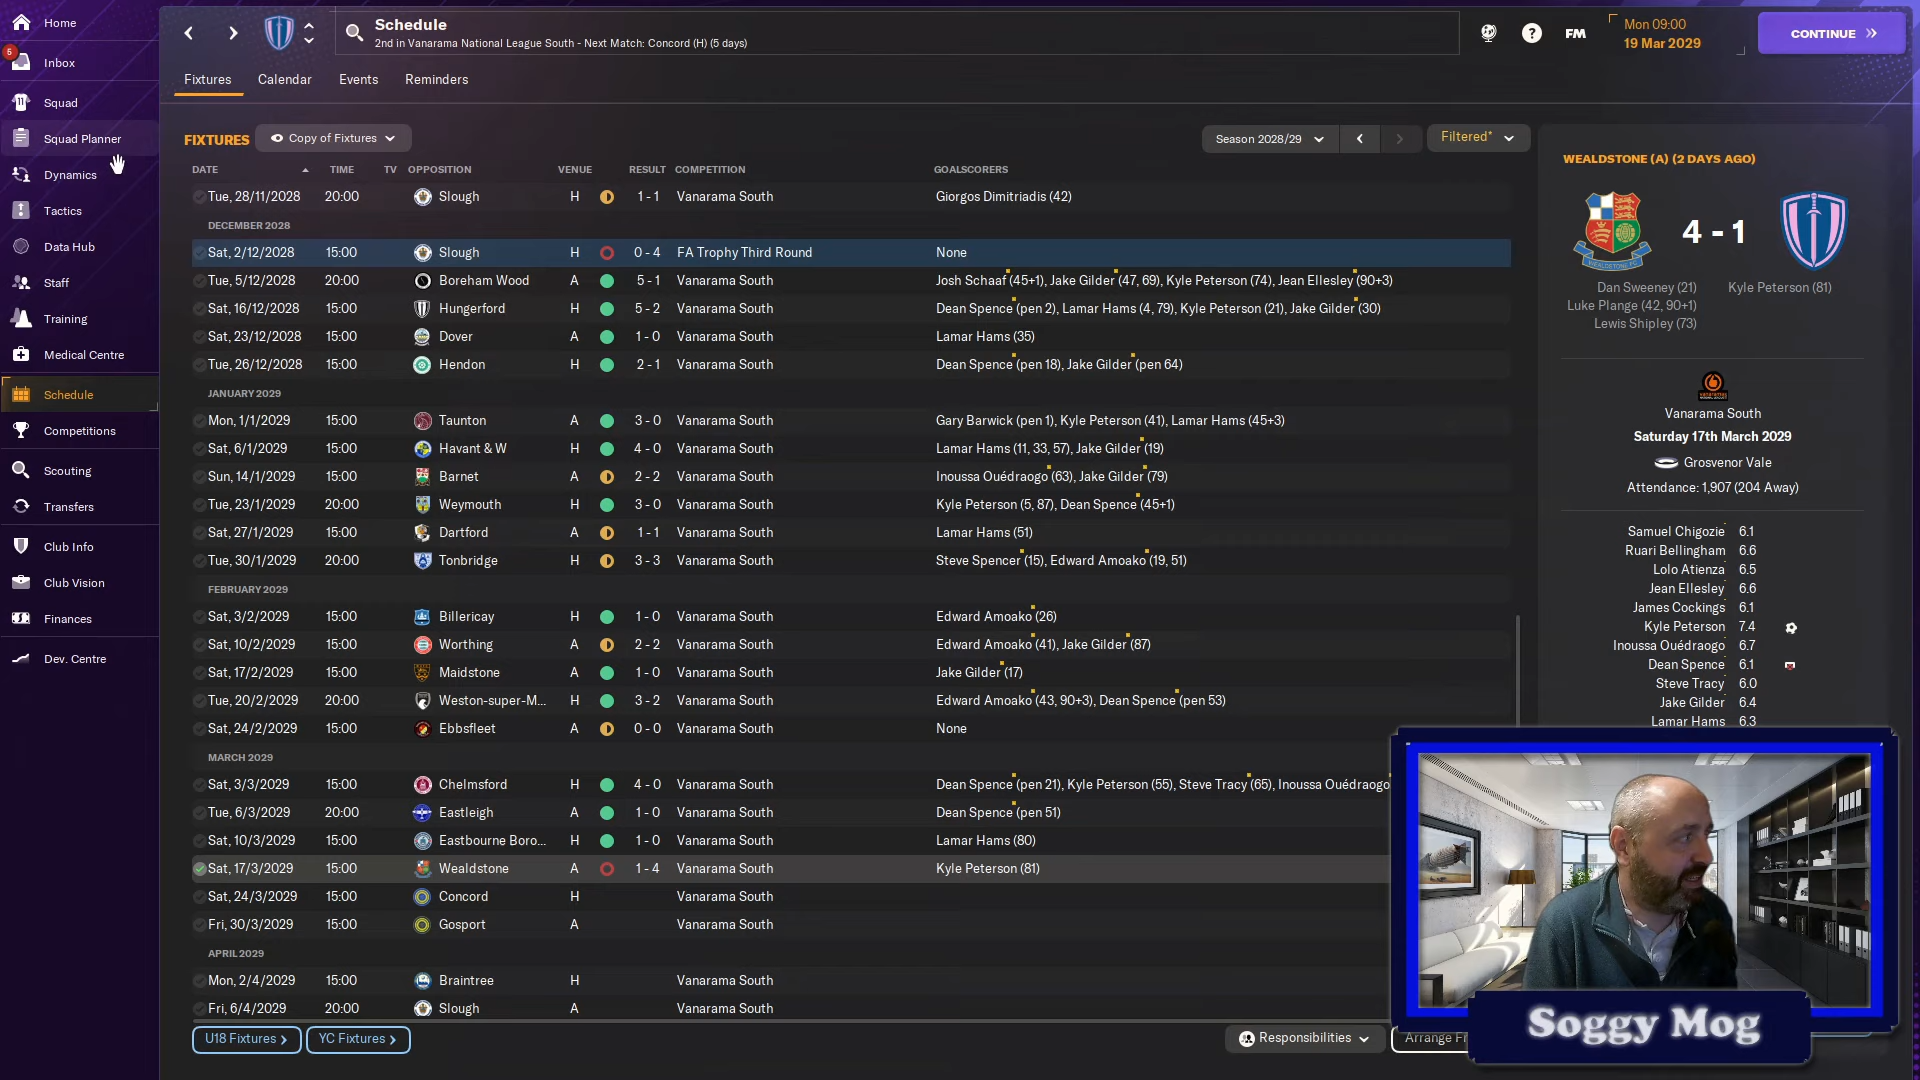 Home
5
Inbox
Squad
Squad Planner
Dynamics
Tactics
Data Hub
Staff
Training
Medical Centre
Schedule
Competitions
Scouting
Transfers
Club Info
Club Vision
Finances
Dev. Centre
Schedule
2nd in Vanarama National League South - Next Match: Concord (H) (5 days)
FM
Mon 09:00
19 Mar 2029
CONTINUE
Fixtures Calendar Events Reminders
FIXTURES Copy of Fixtures Season 2028/29 Filtered*
DATE TIME TV OPPOSITION VENUE RESULT COMPETITION GOALSCORERS
Tue, 28/11/2028 20:00 Slough H 1 - 1 Vanarama South Giorgos Dimitriadis (42)
DECEMBER 2028
Sat, 2/12/2028 15:00 Slough H 0 - 4 FA Trophy Third Round None
Tue, 5/12/2028 20:00 Boreham Wood A 5 - 1 Vanarama South Josh Schaaf (45+1), Jake Gilder (47, 69), Kyle Peterson (74), Jean Ellesley (90+3)
Sat, 16/12/2028 15:00 Hungerford H 5 - 2 Vanarama South Dean Spence (pen 2), Lamar Hams (4, 79), Kyle Peterson (21), Jake Gilder (30)
Sat, 23/12/2028 15:00 Dover A 1 - 0 Vanarama South Lamar Hams (35)
Tue, 26/12/2028 15:00 Hendon H 2 - 1 Vanarama South Dean Spence (pen 18), Jake Gilder (pen 64)
JANUARY 2029
Mon, 1/1/2029 15:00 Taunton A 3 - 0 Vanarama South Gary Barwick (pen 1), Kyle Peterson (41), Lamar Hams (45+3)
Sat, 6/1/2029 15:00 Havant & W H 4 - 0 Vanarama South Lamar Hams (11, 33, 57), Jake Gilder (19)
Sun, 14/1/2029 15:00 Barnet A 2 - 2 Vanarama South Inoussa Ouédraogo (63), Jake Gilder (79)
Tue, 23/1/2029 20:00 Weymouth H 3 - 0 Vanarama South Kyle Peterson (5, 87), Dean Spence (45+1)
Sat, 27/1/2029 15:00 Dartford A 1 - 1 Vanarama South Lamar Hams (51)
Tue, 30/1/2029 20:00 Tonbridge H 3 - 3 Vanarama South Steve Spencer (15), Edward Amoako (19, 51)
FEBRUARY 2029
Sat, 3/2/2029 15:00 Billericay H 1 - 0 Vanarama South Edward Amoako (26)
Sat, 10/2/2029 15:00 Worthing A 2 - 2 Vanarama South Edward Amoako (41), Jake Gilder (87)
Sat, 17/2/2029 15:00 Maidstone A 1 - 0 Vanarama South Jake Gilder (17)
Tue, 20/2/2029 20:00 Weston-super-M... H 3 - 2 Vanarama South Edward Amoako (43, 90+3), Dean Spence (pen 53)
Sat, 24/2/2029 15:00 Ebbsfleet A 0 - 0 Vanarama South None
MARCH 2029
Sat, 3/3/2029 15:00 Chelmsford H 4 - 0 Vanarama South Dean Spence (pen 21), Kyle Peterson (55), Steve Tracy (65), Inoussa Ouédraogo
Tue, 6/3/2029 20:00 Eastleigh A 1 - 0 Vanarama South Dean Spence (pen 51)
Sat, 10/3/2029 15:00 Eastbourne Boro... H 1 - 0 Vanarama South Lamar Hams (80)
Sat, 17/3/2029 15:00 Wealdstone A 1 - 4 Vanarama South Kyle Peterson (81)
Sat, 24/3/2029 15:00 Concord H Vanarama South
Fri, 30/3/2029 15:00 Gosport A Vanarama South
APRIL 2029
Mon, 2/4/2029 15:00 Braintree H Vanarama South
Fri, 6/4/2029 20:00 Slough A Vanarama South
U18 Fixtures YC Fixtures Responsibilities Arrange Fi
WEALDSTONE (A) (2 DAYS AGO)
4 - 1
Dan Sweeney (21) Kyle Peterson (81)
Luke Plange (42, 90+1)
Lewis Shipley (73)
Vanarama South
Saturday 17th March 2029
Grosvenor Vale
Attendance: 1,907 (204 Away)
Samuel Chigozie 6.1
Ruari Bellingham 6.6
Lolo Atienza 6.5
Jean Ellesley 6.6
James Cockings 6.1
Kyle Peterson 7.4
Inoussa Ouédraogo 6.7
Dean Spence 6.1
Steve Tracy 6.0
Jake Gilder 6.4
Lamar Hams 6.3
Soggy Mog